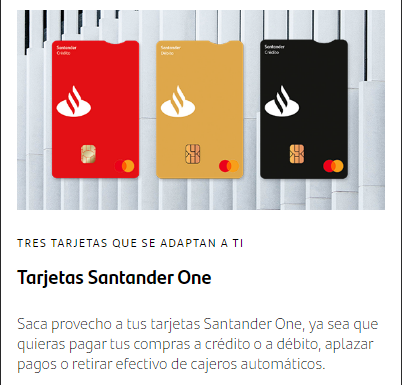 Santander
Crédito
Santander
Débito
Santander
Crédito
TRES TARJETAS QUE SE ADAPTAN A TI
Tarjetas Santander One
Saca provecho a tus tarjetas Santander One, ya sea que
quieras pagar tus compras a crédito o a débito, aplazar
pagos o retirar efectivo de cajeros automáticos.